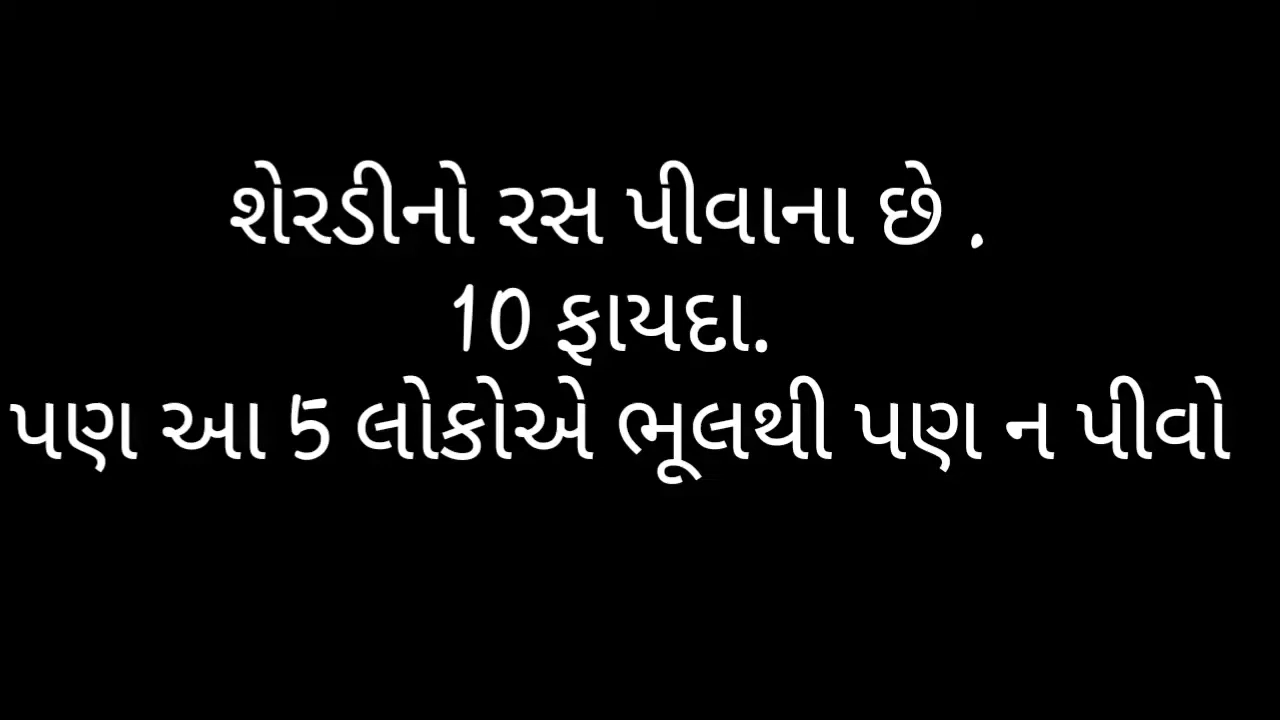 શેરડીનો રસ પીવાના છે .
10 ફાયદા.
પણ આ 5 લોકોએ ભૂલથી પણ ન પીવો